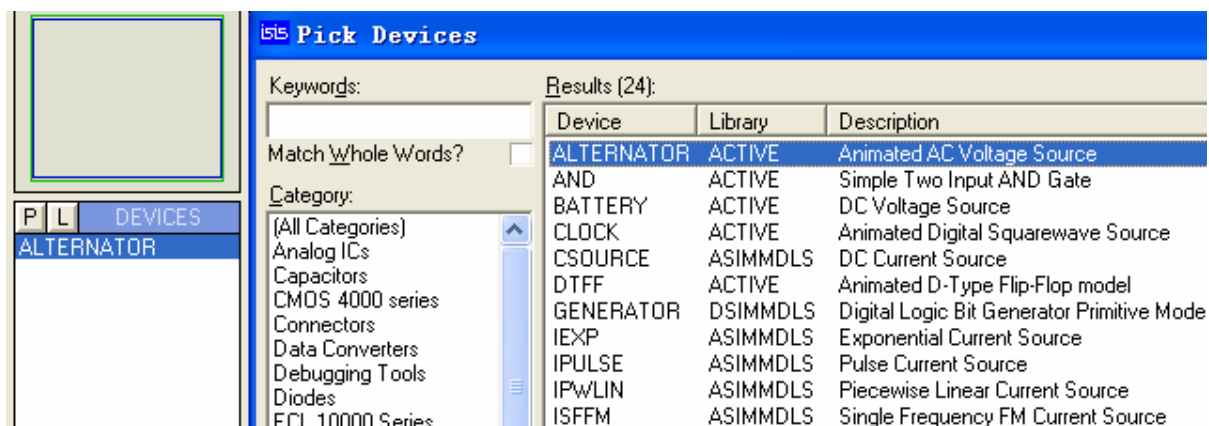 isis Pick Devices
Keywords:
Results (24):
Device Library Description
Match Whole Words?
ALTERNATOR ACTIVE Animated AC Voltage Source
AND ACTIVE Simple Two Input AND Gate
BATTERY ACTIVE DC Voltage Source
CLOCK ACTIVE Animated Digital Squarewave Source
CSOURCE ASIMMDLS DC Current Source
DTFF ACTIVE Animated D-Type Flip-Flop model
GENERATOR DSIMMDLS Digital Logic Bit Generator Primitive Mode
IEXP ASIMMDLS Exponential Current Source
IPULSE ASIMMDLS Pulse Current Source
IPWLIN ASIMMDLS Piecewise Linear Current Source
ISFFM ASIMMDLS Single Frequency FM Current Source
Category:
(All Categories)
Analog ICs
Capacitors
CMOS 4000 series
Connectors
Data Converters
Debugging Tools
Diodes
ECL 10000 Series
P L DEVICES
ALTERNATOR